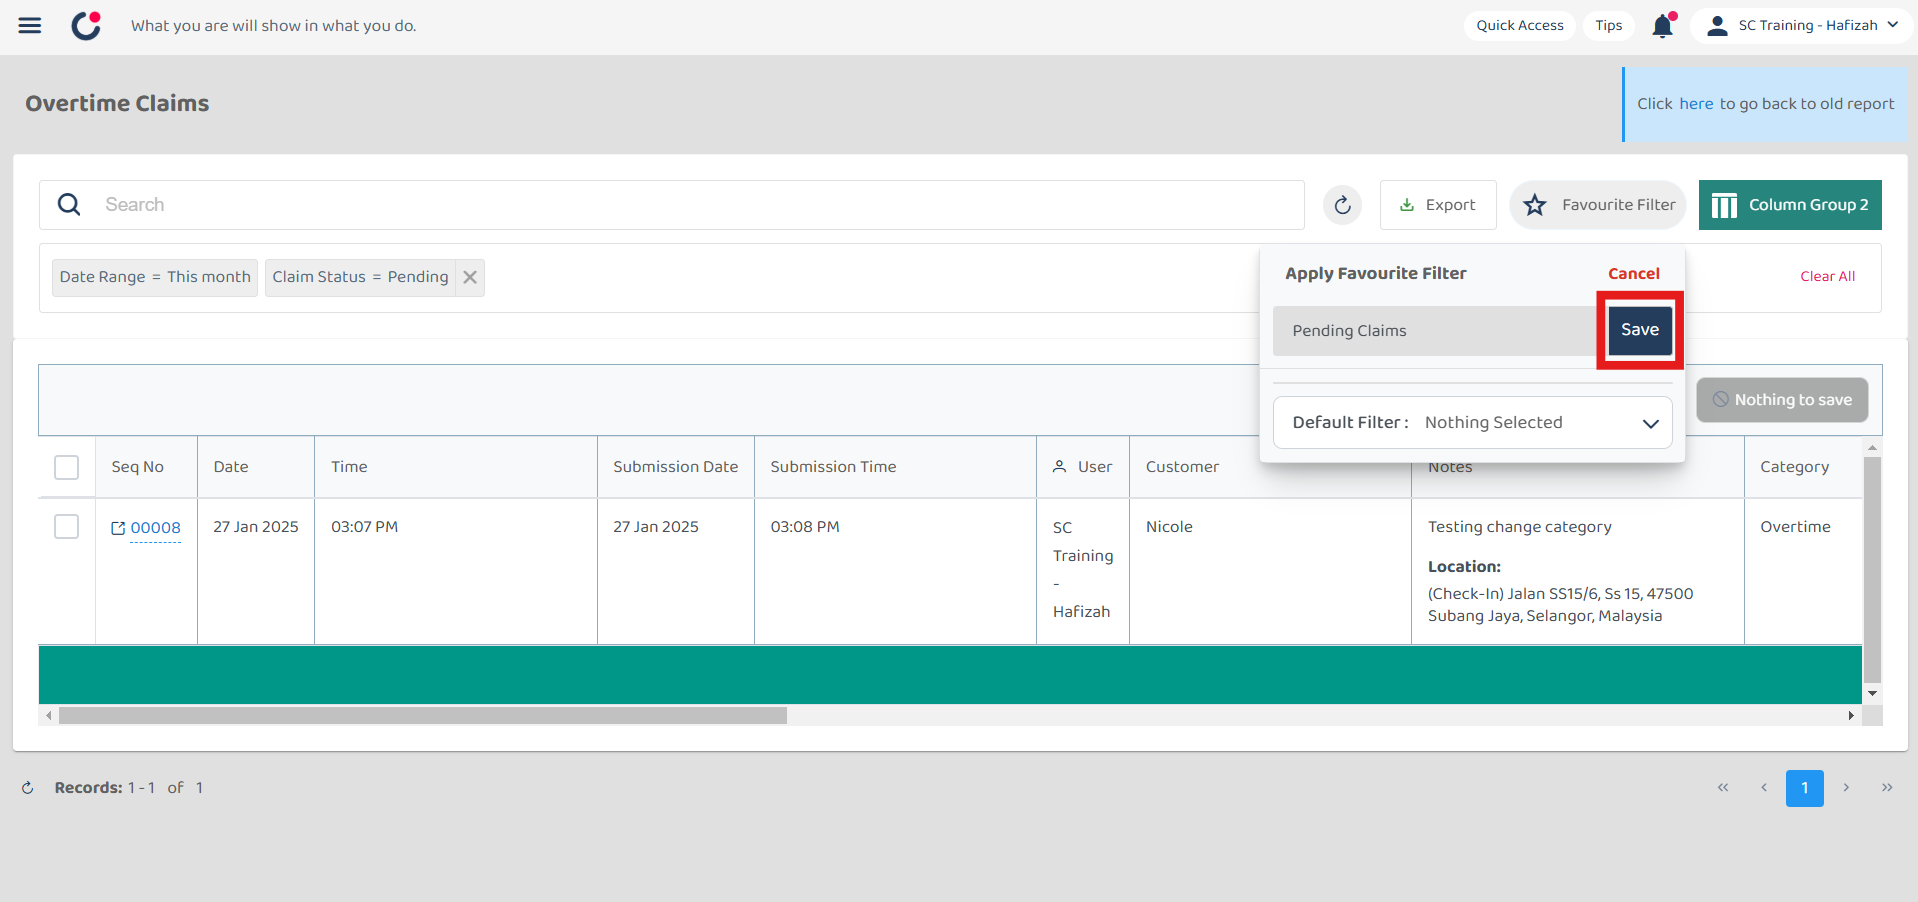 What you are will show in what you do.
Quick Access
Tips
SC Training - Hafizah
Overtime Claims
Click here to go back to old report
Search
Export
Favourite Filter
Column Group 2
Date Range = This month
Claim Status = Pending
Clear All
Apply Favourite Filter
Cancel
Pending Claims
Save
Default Filter : Nothing Selected
Nothing to save
Seq No
Date
Time
Submission Date
Submission Time
User
Customer
Notes
Category
00008
27 Jan 2025
03:07 PM
27 Jan 2025
03:08 PM
SC
Training
-
Hafizah
Nicole
Testing change category
Location:
(Check-In) Jalan SS15/6, Ss 15, 47500
Subang Jaya, Selangor, Malaysia
Overtime
Records: 1 - 1 of 1
« ‹ 1 › »